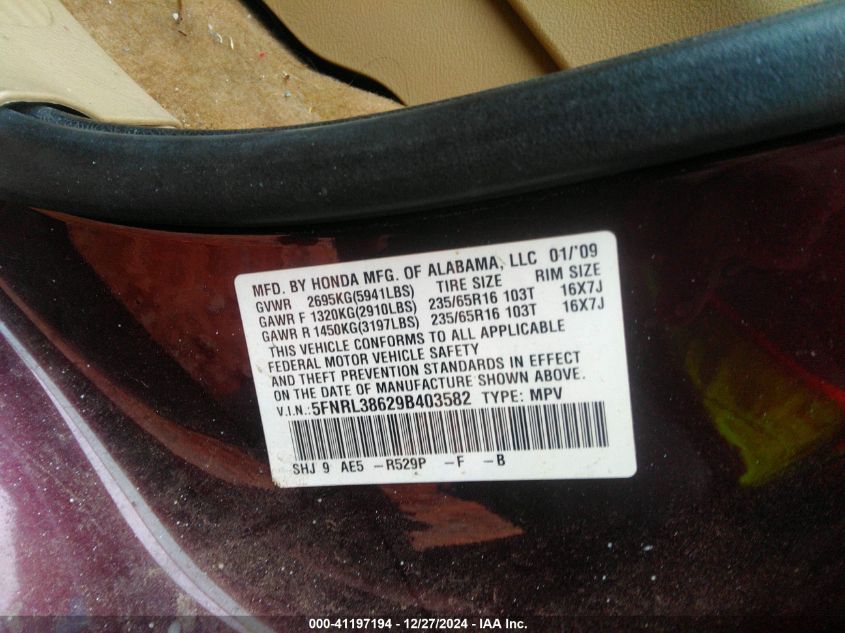 MFD. BY HONDA MFG. OF ALABAMA, LLC 01/'09
GVWR 2695KG(5941LBS) TIRE SIZE RIM SIZE
GAWR F 1320KG(2910LBS) 235/65R16 103T 16X7J
GAWR R 1450KG(3197LBS) 235/65R16 103T 16X7J
THIS VEHICLE CONFORMS TO ALL APPLICABLE
FEDERAL MOTOR VEHICLE SAFETY
AND THEFT PREVENTION STANDARDS IN EFFECT
ON THE DATE OF MANUFACTURE SHOWN ABOVE.
V.I.N.:5FNRL38629B403582 TYPE: MPV
SHJ 9 AE5 -R529P -F -B
000-41197194 - 12/27/2024 - IAA Inc.